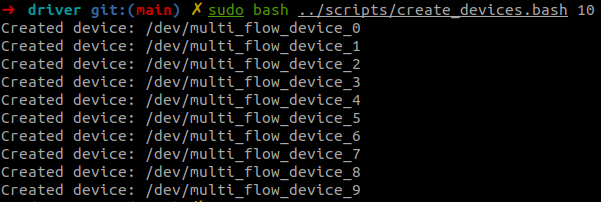 ➜ driver git:(main) ✗ sudo bash ../scripts/create_devices.bash 10
Created device: /dev/multi_flow_device_0
Created device: /dev/multi_flow_device_1
Created device: /dev/multi_flow_device_2
Created device: /dev/multi_flow_device_3
Created device: /dev/multi_flow_device_4
Created device: /dev/multi_flow_device_5
Created device: /dev/multi_flow_device_6
Created device: /dev/multi_flow_device_7
Created device: /dev/multi_flow_device_8
Created device: /dev/multi_flow_device_9